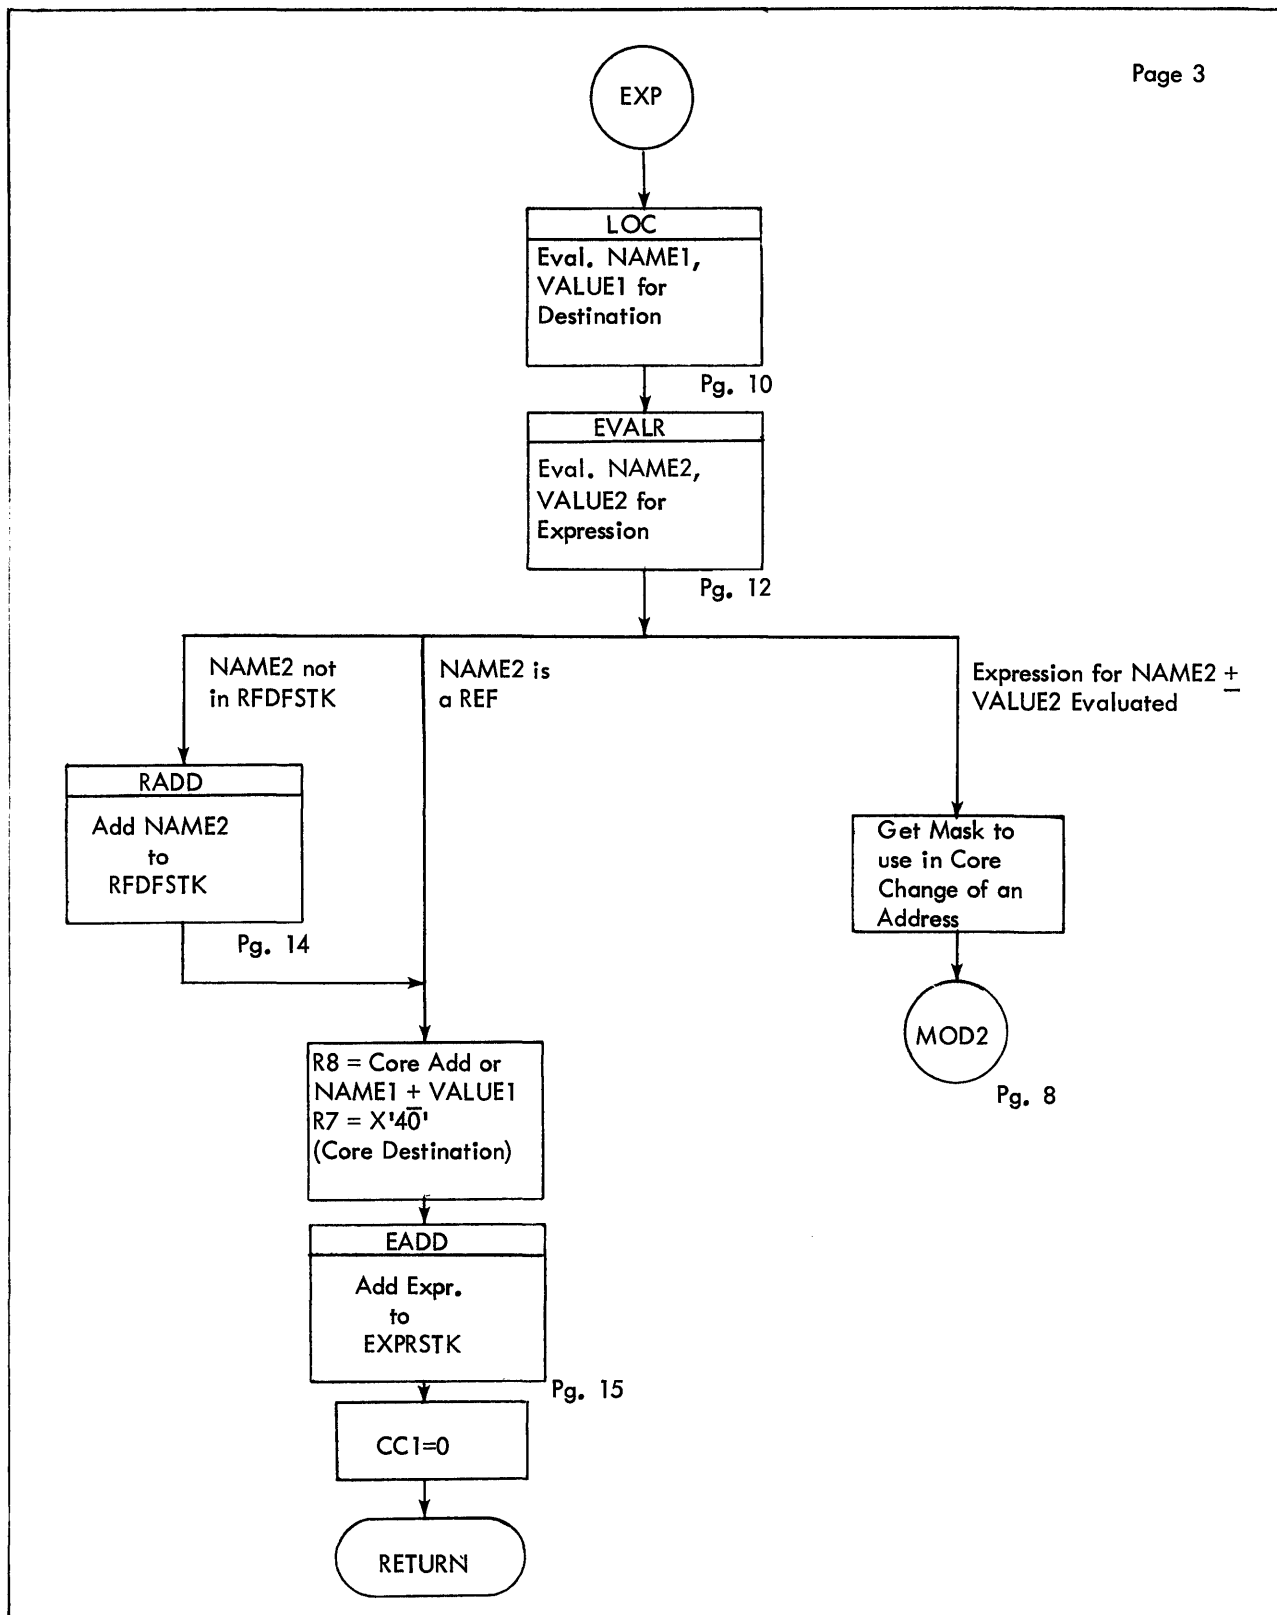 Page 3
EXP
LOC
Eval. NAME1,
VALUE1 for
Destination
Pg. 10
EVALR
Eval. NAME2,
VALUE2 for
Expression
Pg. 12
NAME2 not
in RFDFSTK
NAME2 is
a REF
Expression for NAME2 ±
VALUE2 Evaluated
RADD
Add NAME2
to
RFDFSTK
Pg. 14
Get Mask to
use in Core
Change of an
Address
MOD2
Pg. 8
R8 = Core Add or
NAME1 + VALUE1
R7 = X'40̅'
(Core Destination)
EADD
Add Expr.
to
EXPRSTK
Pg. 15
CC1=0
RETURN